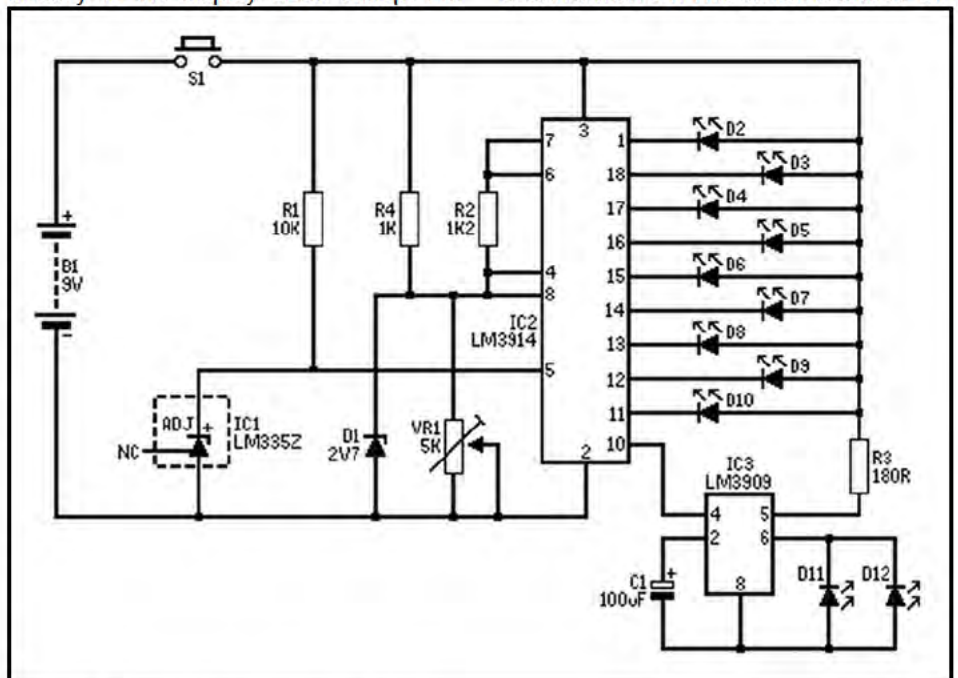 S1
3
7
1
D2
6
18
D3
R1
10K
R4
1K
R2
1K2
17
D4
16
D5
+
B1
9V
-
4
15
D6
8
14
D7
IC2
LM3914
13
D8
5
12
D9
ADJ
+
IC1
LM335Z
NC
D1
2V7
VR1
5K
11
D10
2
10
R3
180R
IC3
LM3909
4
5
2
6
C1
+
100uF
8
D11
D12